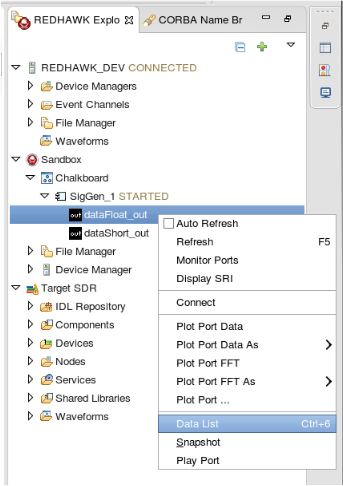 REDHAWK Explo
CORBA Name Br
REDHAWK_DEV CONNECTED
Device Managers
Event Channels
File Manager
Waveforms
Sandbox
Chalkboard
SigGen_1 STARTED
out dataFloat_out
out dataShort_out
File Manager
Device Manager
Target SDR
IDL Repository
Components
Devices
Nodes
Services
Shared Libraries
Waveforms
Auto Refresh
Refresh F5
Monitor Ports
Display SRI
Connect
Plot Port Data
Plot Port Data As
Plot Port FFT
Plot Port FFT As
Plot Port ...
Data List Ctrl+6
Snapshot
Play Port